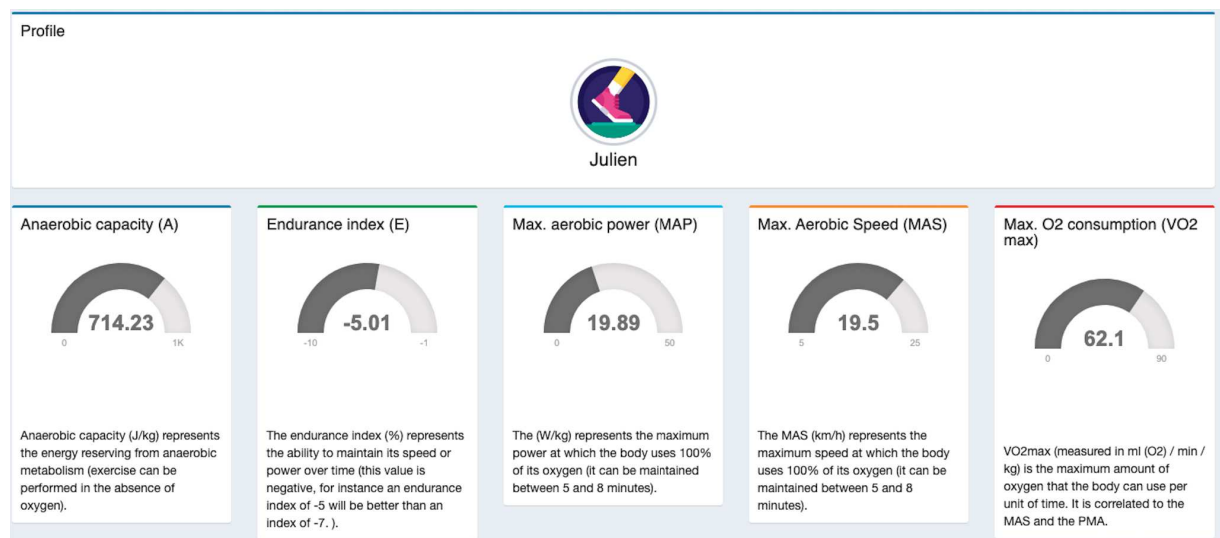 Profile
Julien
Anaerobic capacity (A)
714.23
0
1K
Anaerobic capacity (J/kg) represents
the energy reserving from anaerobic
metabolism (exercise can be
performed in the absence of
oxygen).
Endurance index (E)
-5.01
-10
-1
The endurance index (%) represents
the ability to maintain its speed or
power over time (this value is
negative, for instance an endurance
index of -5 will be better than an
index of -7. ).
Max. aerobic power (MAP)
19.89
0
50
The (W/kg) represents the maximum
power at which the body uses 100%
of its oxygen (it can be maintained
between 5 and 8 minutes).
Max. Aerobic Speed (MAS)
19.5
5
25
The MAS (km/h) represents the
maximum speed at which the body
uses 100% of its oxygen (it can be
maintained between 5 and 8
minutes).
Max. O2 consumption (VO2
max)
62.1
0
90
VO2max (measured in ml (O2) / min /
kg) is the maximum amount of
oxygen that the body can use per
unit of time. It is correlated to the
MAS and the PMA.